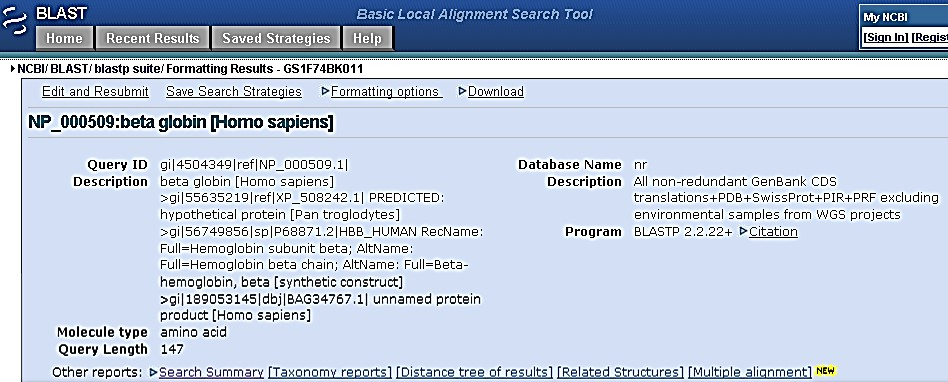 BLAST
Basic Local Alignment Search Tool
My NCBI
Home Recent Results Saved Strategies Help
[Sign In] [Regist
NCBI/ BLAST/ blastp suite/ Formatting Results - GS1F74BK011
Edit and Resubmit Save Search Strategies Formatting options Download
NP_000509:beta globin [Homo sapiens]
Query ID gi|4504349|ref|NP_000509.1|
Description beta globin [Homo sapiens]
>gi|55635219|ref|XP_508242.1| PREDICTED:
hypothetical protein [Pan troglodytes]
>gi|56749856|sp|P68871.2|HBB_HUMAN RecName:
Full=Hemoglobin subunit beta; AltName:
Full=Hemoglobin beta chain; AltName: Full=Beta-
hemoglobin, beta [synthetic construct]
>gi|189053145|dbj|BAG34767.1| unnamed protein
product [Homo sapiens]
Molecule type amino acid
Query Length 147
Database Name nr
Description All non-redundant GenBank CDS
translations+PDB+SwissProt+PIR+PRF excluding
environmental samples from WGS projects
Program BLASTP 2.2.22+ Citation
Other reports: Search Summary [Taxonomy reports] [Distance tree of results] [Related Structures] [Multiple alignment] NEW